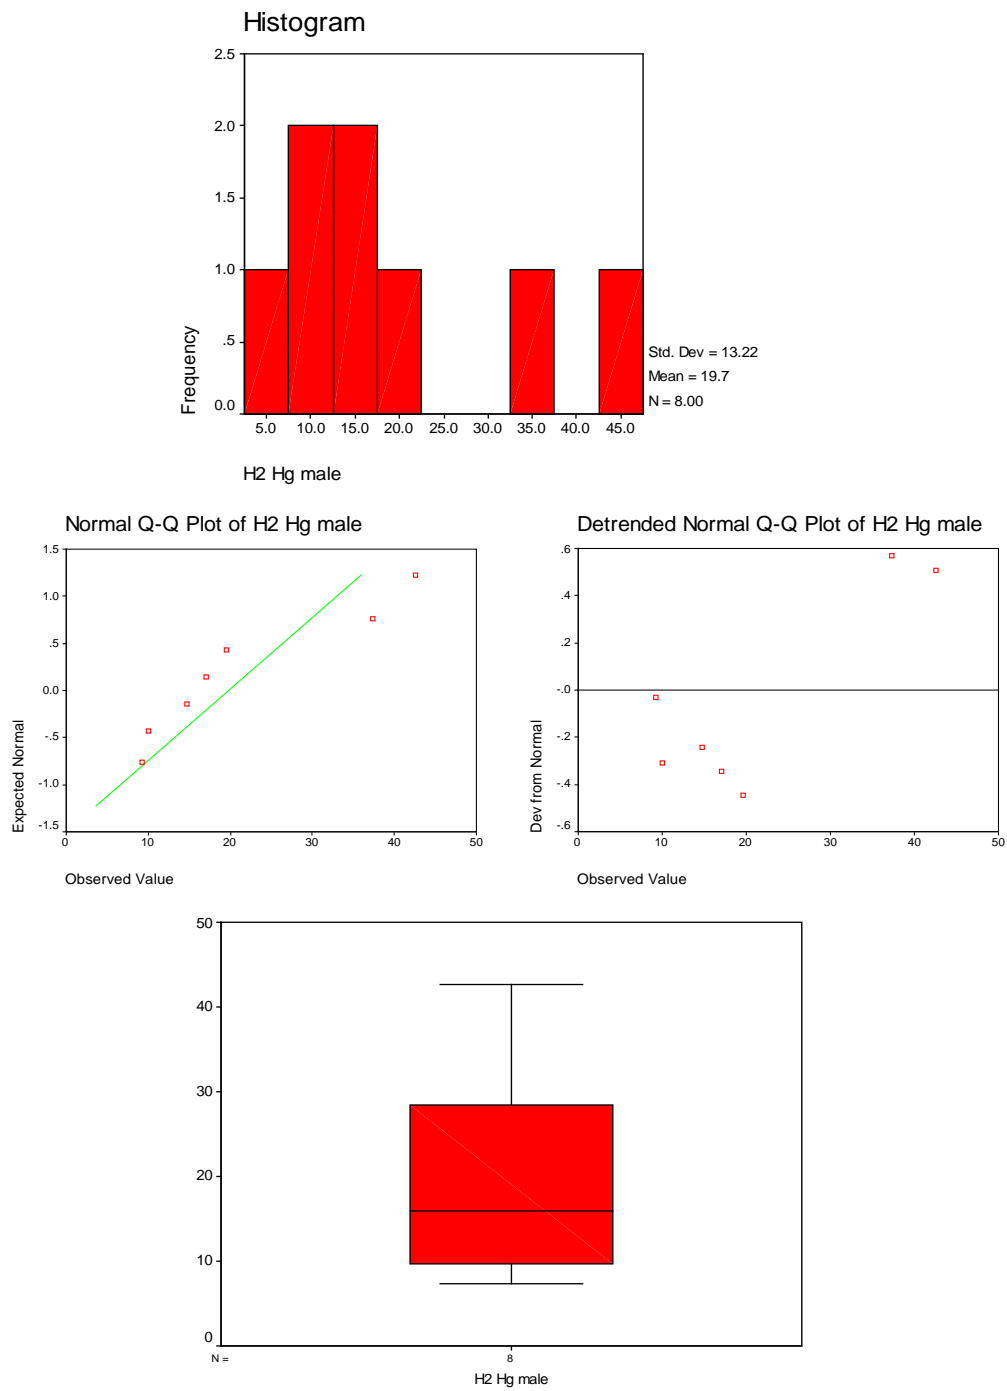 Histogram
2.5
2.0
1.5
1.0
.5
0.0
Frequency
5.0 10.0 15.0 20.0 25.0 30.0 35.0 40.0 45.0
H2 Hg male
Std. Dev = 13.22
Mean = 19.7
N = 8.00
Normal Q-Q Plot of H2 Hg male
1.5
1.0
.5
0.0
-.5
-1.0
-1.5
Expected Normal
0 10 20 30 40 50
Observed Value
Detrended Normal Q-Q Plot of H2 Hg male
.6
.4
.2
-.0
-.2
-.4
-.6
Dev from Normal
0 10 20 30 40 50
Observed Value
50
40
30
20
10
0
N = 8
H2 Hg male